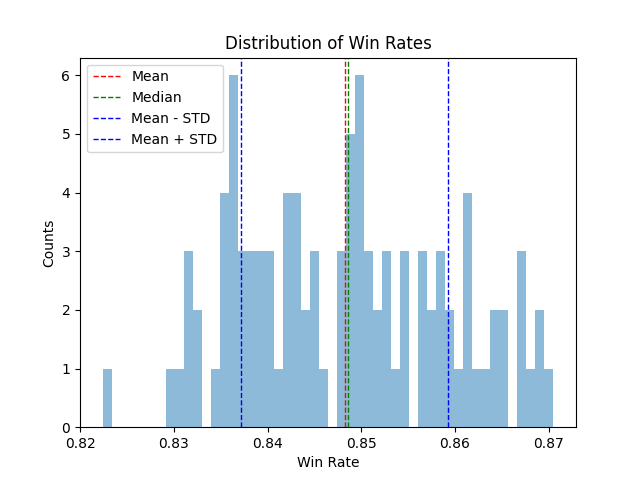 Distribution of Win Rates
Mean
Median
Mean - STD
Mean + STD
6
5
4
3
2
1
0
Counts
0.82 0.83 0.84 0.85 0.86 0.87
Win Rate